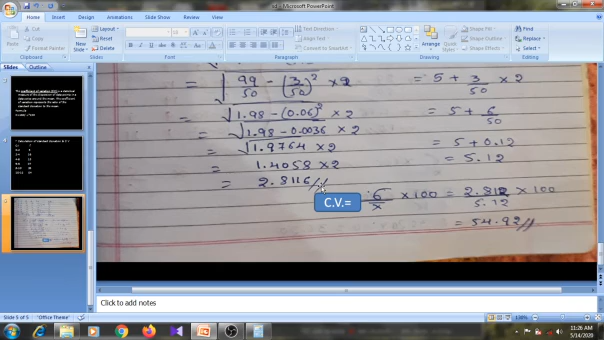 sd - Microsoft PowerPoint
Home Insert Design Animations Slide Show Review View
Paste
Cut
Copy
Format Painter
New Slide
Layout
Reset
Delete
Text Direction
Align Text
Convert to SmartArt
Arrange
Quick Styles
Shape Fill
Shape Outline
Shape Effects
Find
Replace
Select
Clipboard
Slides
Font
Paragraph
Drawing
Editing
Slides Outline
= √ 99/50 - (3/50)² × 2 = 5 + 3/50 × 2
= √1.98 - (0.06)² × 2 = 5 + 6/50
= √1.98 - 0.0036 × 2
= √1.9764 × 2 = 5 + 0.12
= 1.4058 × 2 = 5.12
= 2.8116//
C.V.= σ/x × 100 = 2.812/5.12 × 100
= 54.92//
Click to add notes
Slide 5 of 5 "Office Theme" 138%
11:26 AM
5/14/2020